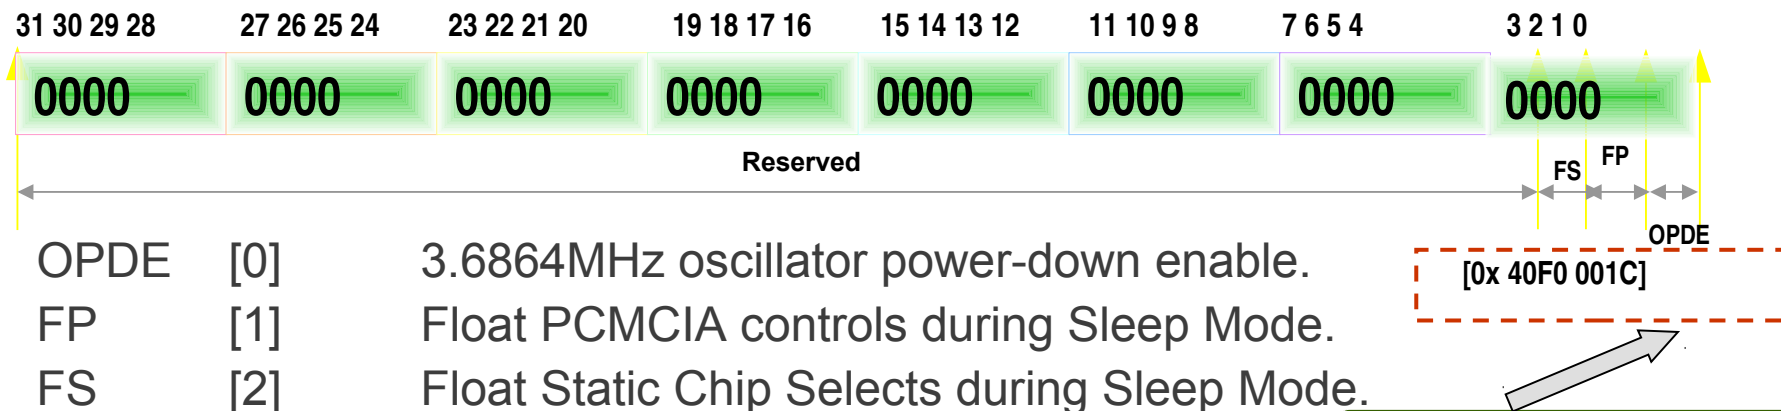 31 30 29 28 27 26 25 24 23 22 21 20 19 18 17 16 15 14 13 12 11 10 9 8 7 6 5 4 3 2 1 0
0000 0000 0000 0000 0000 0000 0000 0000
Reserved FS FP
OPDE
OPDE [0] 3.6864MHz oscillator power-down enable.
[0x 40F0 001C]
FP [1] Float PCMCIA controls during Sleep Mode.
FS [2] Float Static Chip Selects during Sleep Mode.